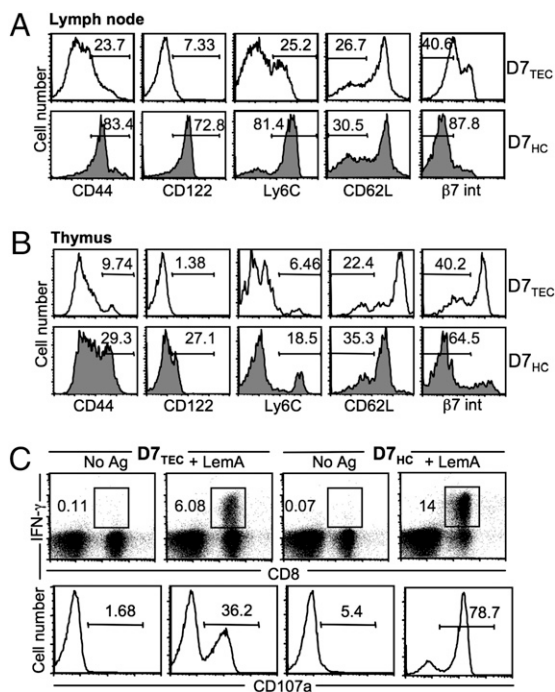 A Lymph node
Cell number
23.7 7.33 25.2 26.7 40.6 D7TEC
83.4 72.8 81.4 30.5 87.8 D7HC
CD44 CD122 Ly6C CD62L β7 int
B Thymus
Cell number
9.74 1.38 6.46 22.4 40.2 D7TEC
29.3 27.1 18.5 35.3 64.5 D7HC
CD44 CD122 Ly6C CD62L β7 int
C D7TEC D7HC
No Ag + LemA No Ag + LemA
IFN-γ
0.11 6.08 0.07 14
CD8
Cell number
1.68 36.2 5.4 78.7
CD107a